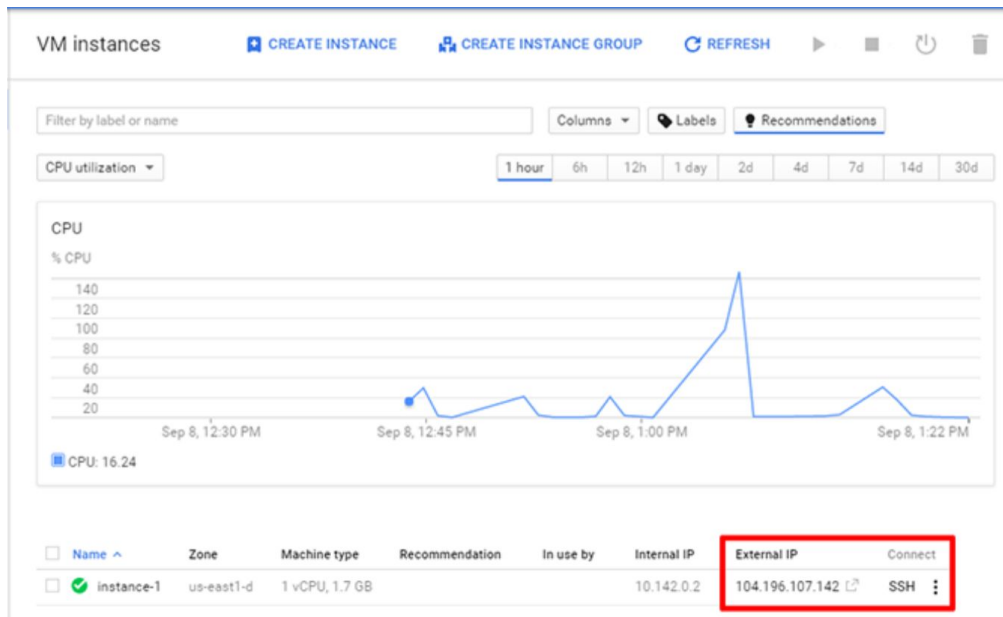 VM instances CREATE INSTANCE CREATE INSTANCE GROUP REFRESH
Filter by label or name Columns Labels Recommendations
CPU utilization 1 hour 6h 12h 1 day 2d 4d 7d 14d 30d
CPU
% CPU
140
120
100
80
60
40
20
Sep 8, 12:30 PM Sep 8, 12:45 PM Sep 8, 1:00 PM Sep 8, 1:22 PM
CPU: 16.24
Name Zone Machine type Recommendation In use by Internal IP External IP Connect
instance-1 us-east1-d 1 vCPU, 1.7 GB 10.142.0.2 104.196.107.142 SSH